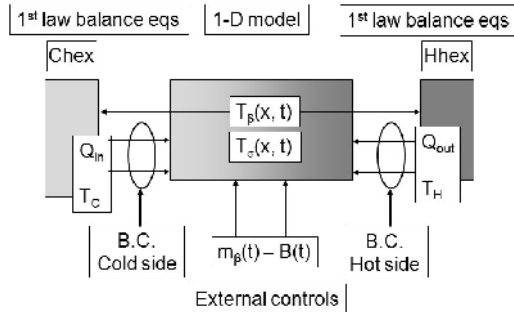 1st law balance eqs
1-D model
1st law balance eqs
Chex
Hhex
Tβ(x, t)
Tσ(x, t)
Qin
TC
Qout
TH
B.C.
Cold side
mβ(t) – B(t)
B.C.
Hot side
External controls